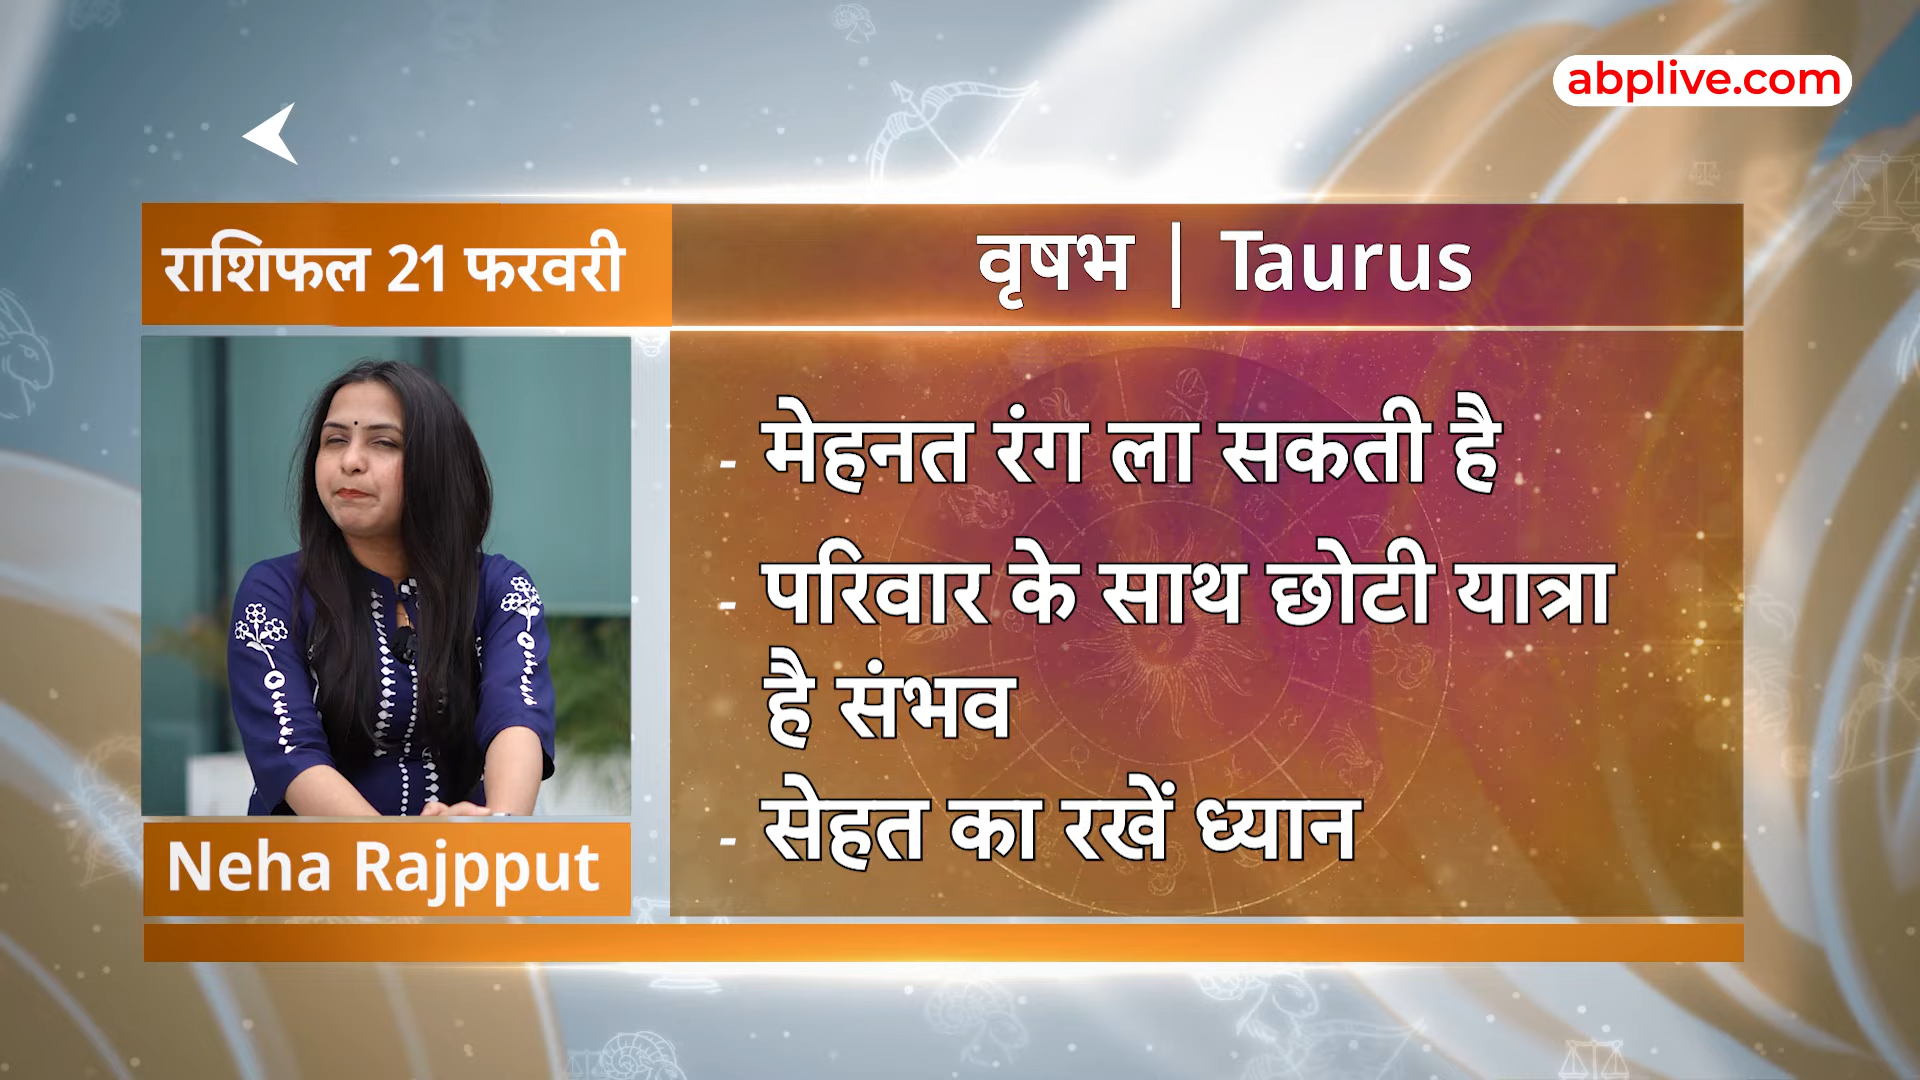 abplive.com
राशिफल 21 फरवरी
वृषभ | Taurus
- मेहनत रंग ला सकती है
- परिवार के साथ छोटी यात्रा
है संभव
- सेहत का रखें ध्यान
Neha Rajpput